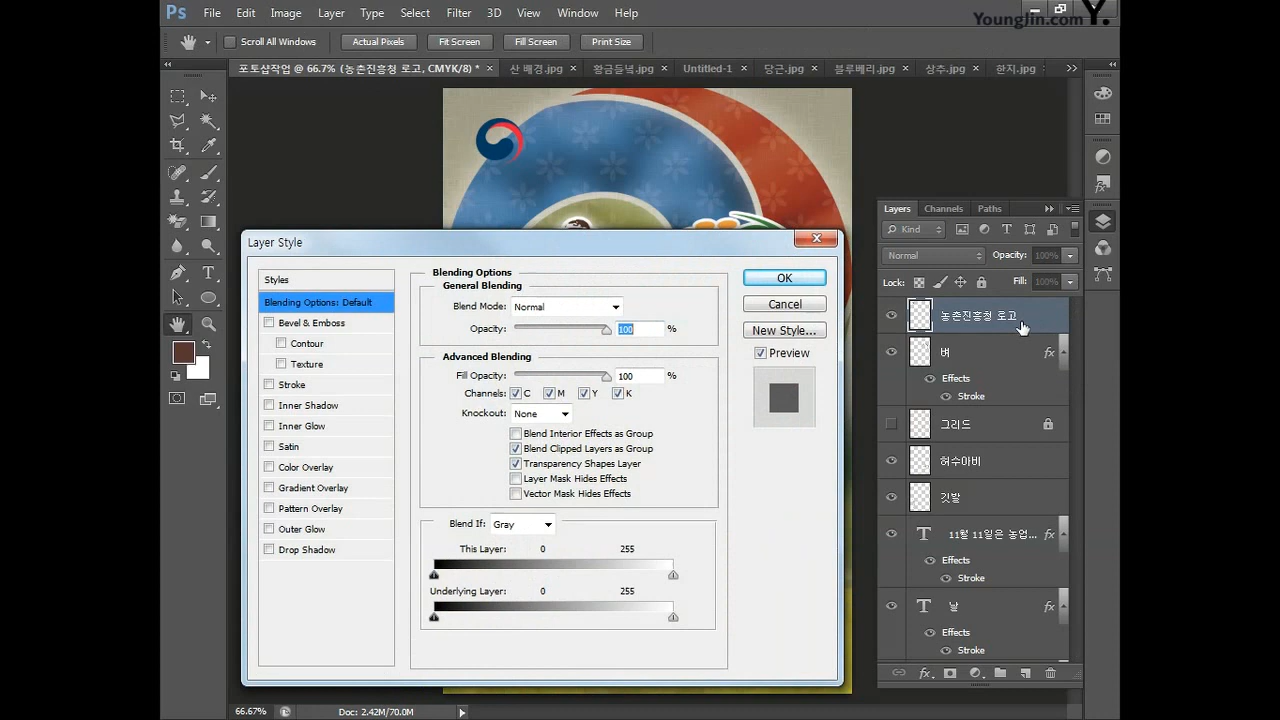 Ps File Edit Image Layer Type Select Filter 3D View Window Help
YoungJin.com Y.
Scroll All Windows Actual Pixels Fit Screen Fill Screen Print Size
포토샵작업 @ 66.7% (농촌진흥청 로고, CMYK/8) * × 산 배경.jpg × 황금들녘.jpg × Untitled-1 × 당근.jpg × 블루베리.jpg × 상추.jpg × 한지.jpg
Layer Style
Styles
Blending Options: Default
Bevel & Emboss
Contour
Texture
Stroke
Inner Shadow
Inner Glow
Satin
Color Overlay
Gradient Overlay
Pattern Overlay
Outer Glow
Drop Shadow
Blending Options
General Blending
Blend Mode: Normal
Opacity: 100 %
Advanced Blending
Fill Opacity: 100 %
Channels: C M Y K
Knockout: None
Blend Interior Effects as Group
Blend Clipped Layers as Group
Transparency Shapes Layer
Layer Mask Hides Effects
Vector Mask Hides Effects
Blend If: Gray
This Layer: 0 255
Underlying Layer: 0 255
OK
Cancel
New Style...
Preview
Layers Channels Paths
Kind
Normal Opacity: 100%
Lock: Fill: 100%
농촌진흥청 로고
벼 fx
Effects
Stroke
그리드
허수아비
깃발
T 11월 11일은 농업... fx
Effects
Stroke
T 날 fx
Effects
Stroke
fx
66.67% Doc: 2.42M/70.0M